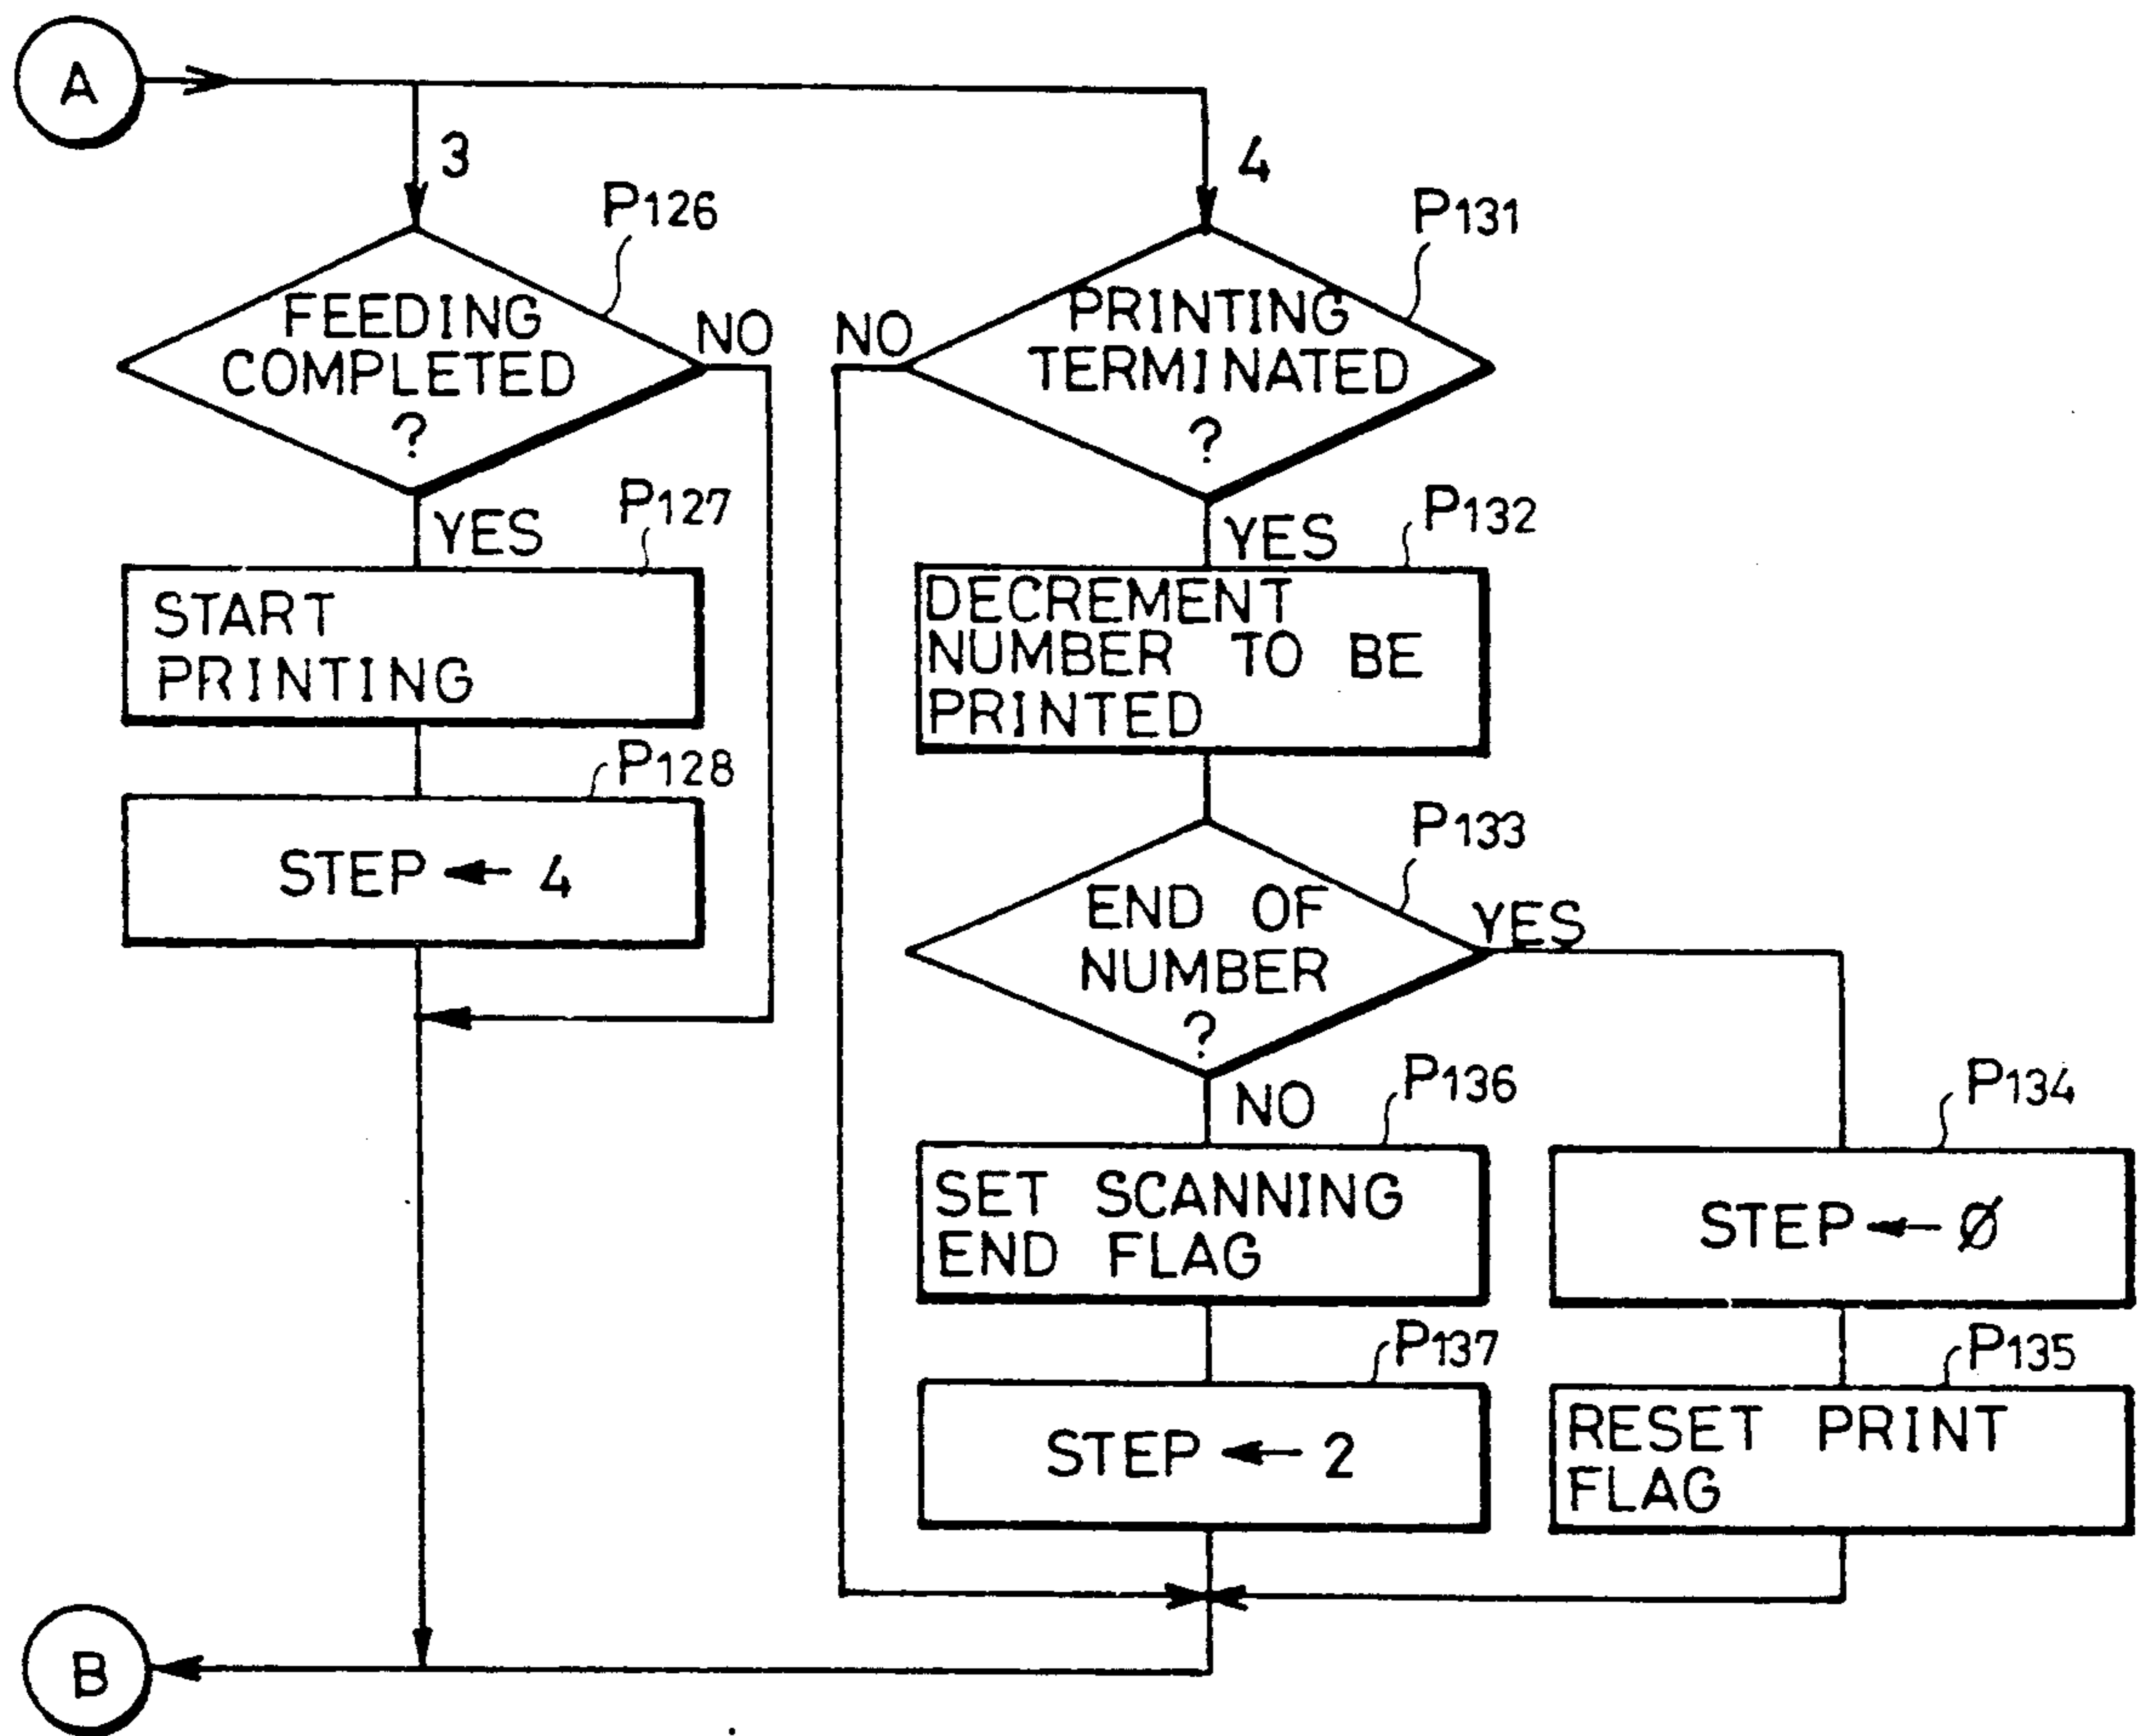 A
3
4
P126
P131
FEEDING
COMPLETED
?
NO
NO
PRINTING
TERMINATED
?
YES
P127
START
PRINTING
P128
STEP ← 4
YES
P132
DECREMENT
NUMBER TO BE
PRINTED
P133
END OF
NUMBER
?
YES
NO
P136
SET SCANNING
END FLAG
P137
STEP ← 2
P134
STEP ← Ø
P135
RESET PRINT
FLAG
B